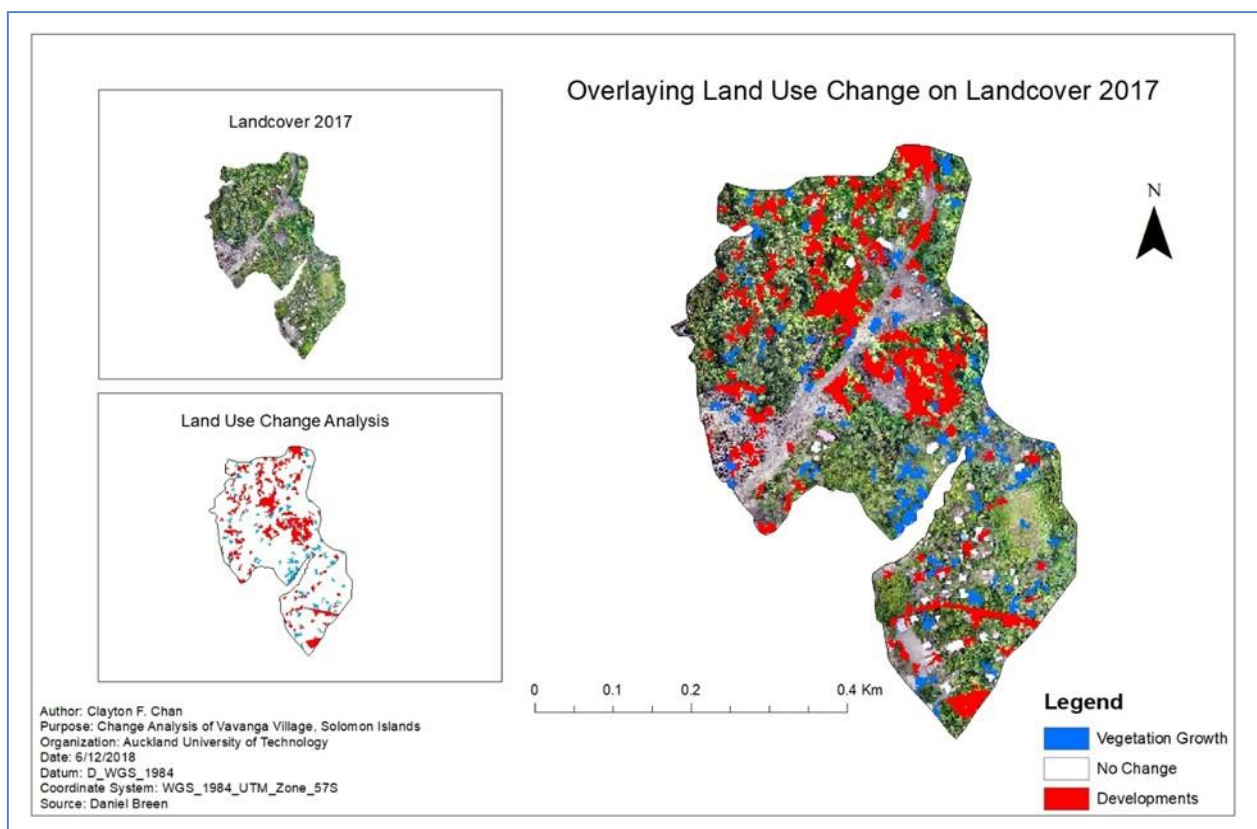 Overlaying Land Use Change on Landcover 2017
Landcover 2017
Land Use Change Analysis
N
0 0.1 0.2 0.4 Km
Legend
Vegetation Growth
No Change
Developments
Author: Clayton F. Chan
Purpose: Change Analysis of Vavanga Village, Solomon Islands
Organization: Auckland University of Technology
Date: 6/12/2018
Datum: D_WGS_1984
Coordinate System: WGS_1984_UTM_Zone_57S
Source: Daniel Breen